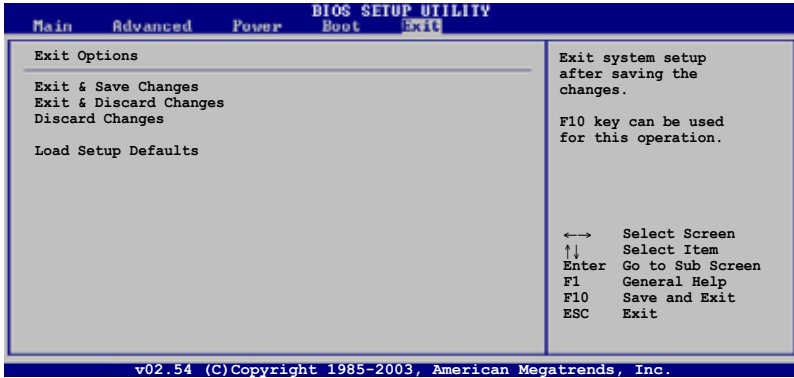 BIOS SETUP UTILITY
Main Advanced Power Boot Exit
Exit Options
Exit & Save Changes
Exit & Discard Changes
Discard Changes
Load Setup Defaults
Exit system setup
after saving the
changes.
F10 key can be used
for this operation.
←→ Select Screen
↑↓ Select Item
Enter Go to Sub Screen
F1 General Help
F10 Save and Exit
ESC Exit
v02.54 (C)Copyright 1985-2003, American Megatrends, Inc.